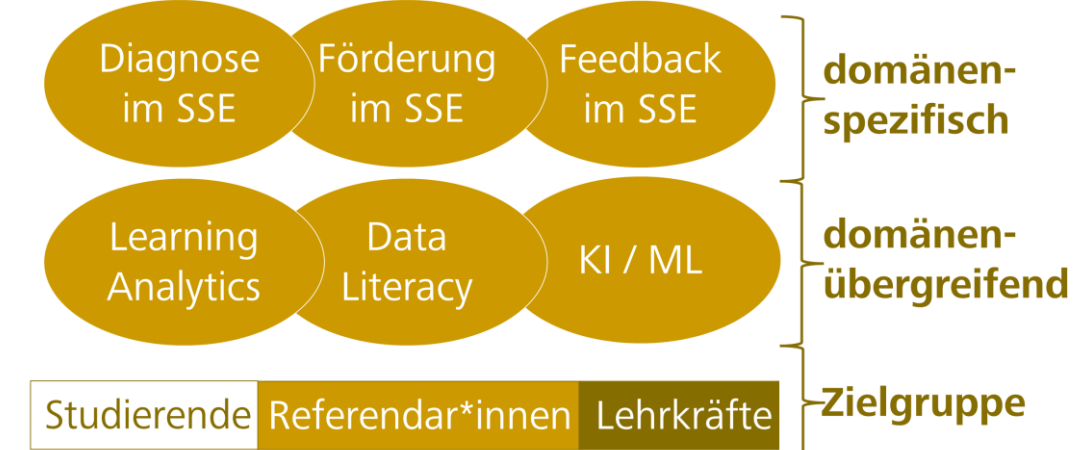 Diagnose
im SSE
Förderung
im SSE
Feedback
im SSE
domänen-
spezifisch
Learning
Analytics
Data
Literacy
KI / ML
domänen-
übergreifend
Studierende
Referendar*innen
Lehrkräfte
Zielgruppe